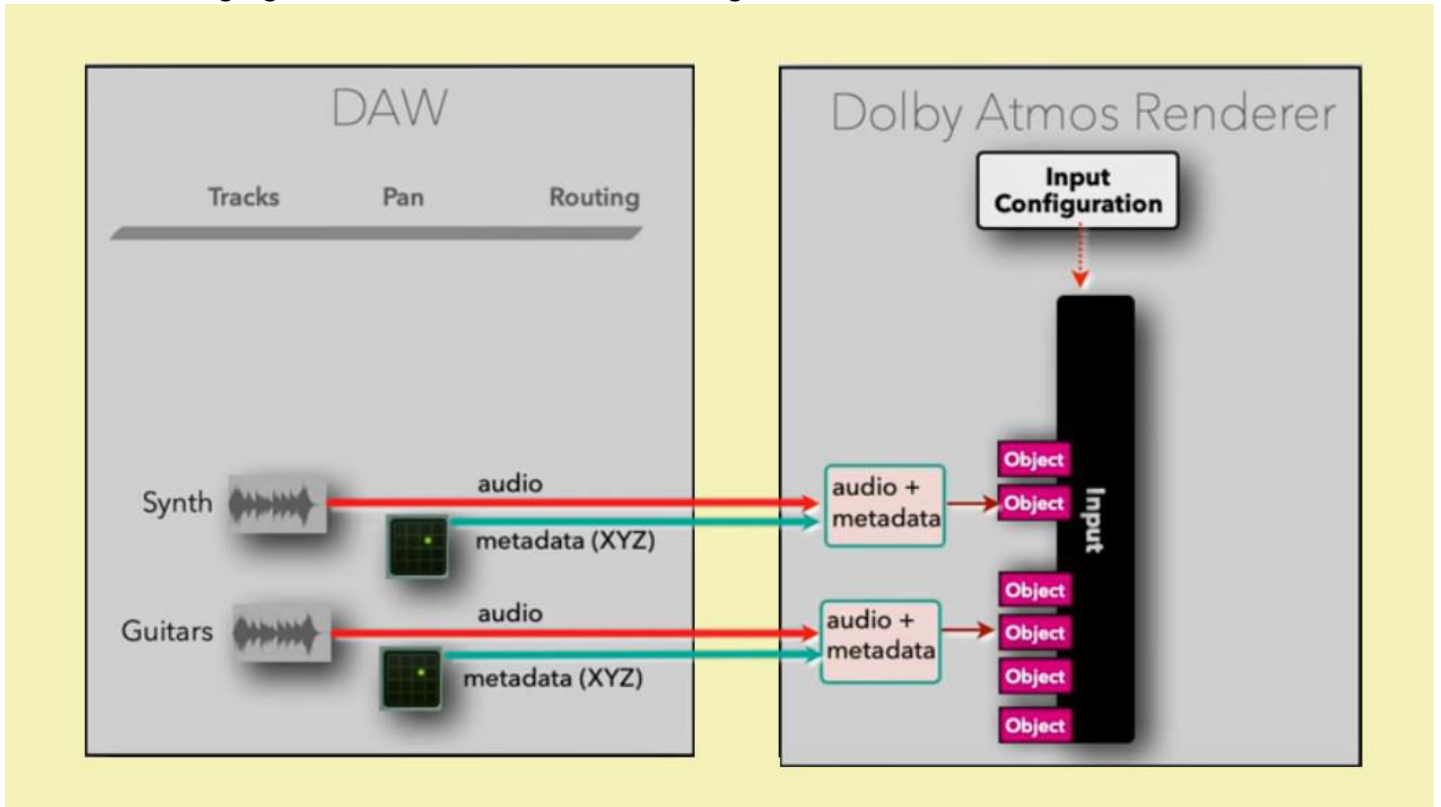 DAW
Tracks Pan Routing
Synth
audio
metadata (XYZ)
Guitars
audio
metadata (XYZ)
Dolby Atmos Renderer
Input
Configuration
audio +
metadata
audio +
metadata
Object
Object
Object
Object
Object
Object
Input